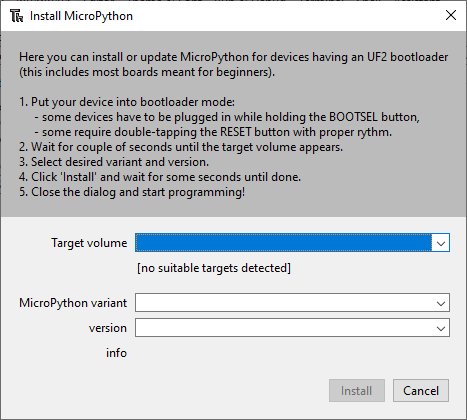 Install MicroPython
Here you can install or update MicroPython for devices having an UF2 bootloader
(this includes most boards meant for beginners).
1. Put your device into bootloader mode:
- some devices have to be plugged in while holding the BOOTSEL button,
- some require double-tapping the RESET button with proper rythm.
2. Wait for couple of seconds until the target volume appears.
3. Select desired variant and version.
4. Click 'Install' and wait for some seconds until done.
5. Close the dialog and start programming!
Target volume
[no suitable targets detected]
MicroPython variant
version
info
Install Cancel